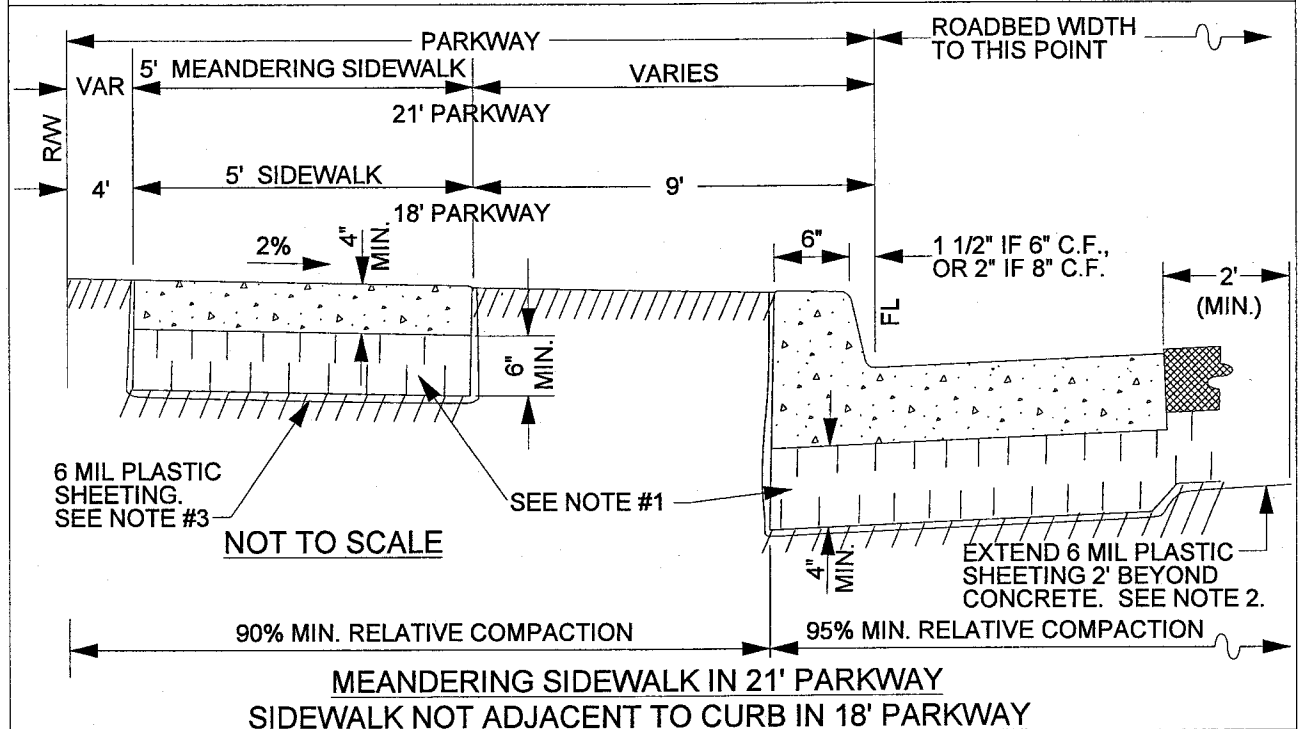 PARKWAY
ROADBED WIDTH
TO THIS POINT
5' MEANDERING SIDEWALK
VAR
VARIES
21' PARKWAY
R/W
4'
5' SIDEWALK
9'
18' PARKWAY
2%
4"
MIN.
6"
1 1/2" IF 6" C.F.,
OR 2" IF 8" C.F.
2'
(MIN.)
FL
6"
MIN.
6 MIL PLASTIC
SHEETING.
SEE NOTE #3
SEE NOTE #1
NOT TO SCALE
4"
MIN.
EXTEND 6 MIL PLASTIC
SHEETING 2' BEYOND
CONCRETE. SEE NOTE 2.
90% MIN. RELATIVE COMPACTION
95% MIN. RELATIVE COMPACTION
MEANDERING SIDEWALK IN 21' PARKWAY
SIDEWALK NOT ADJACENT TO CURB IN 18' PARKWAY